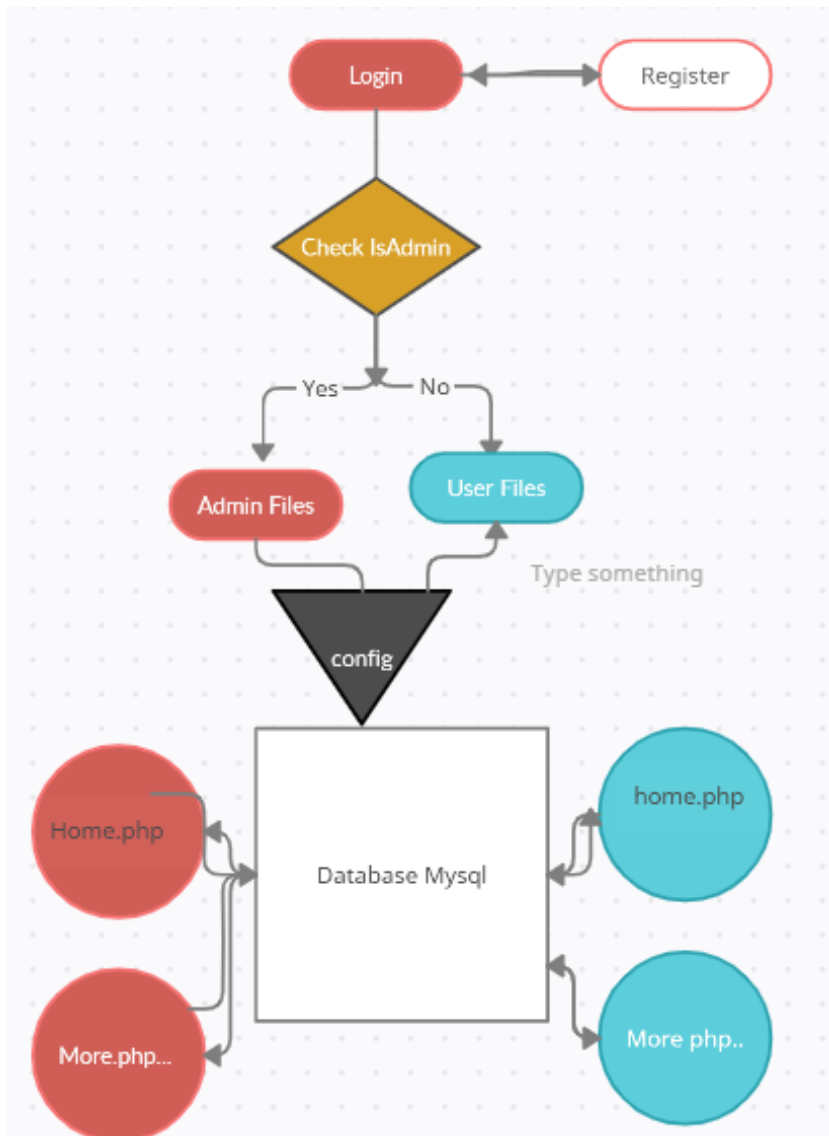 Login
Register
Check IsAdmin
Yes
No
Admin Files
User Files
Type something
config
Home.php
home.php
Database Mysql
More.php...
More php..